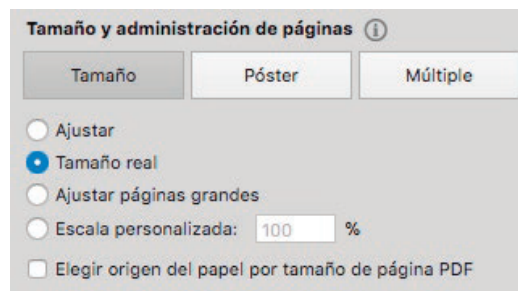 Tamaño y administración de páginas
Tamaño Póster Múltiple
Ajustar
Tamaño real
Ajustar páginas grandes
Escala personalizada: 100 %
Elegir origen del papel por tamaño de página PDF